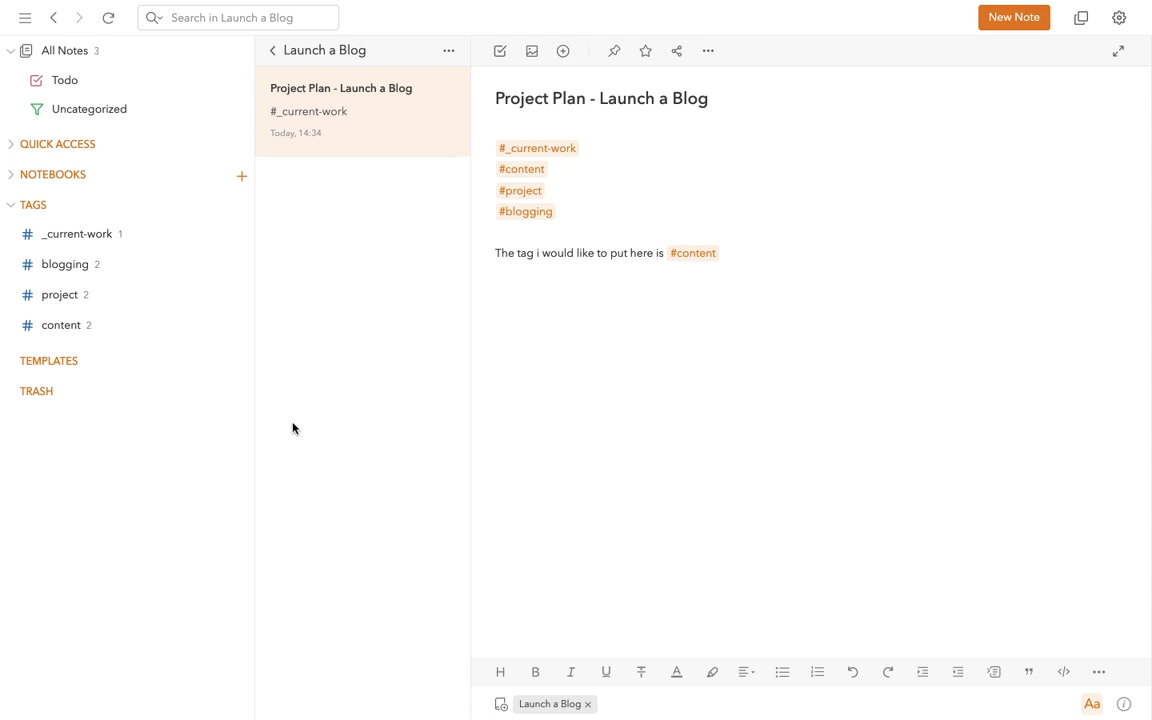 Search in Launch a Blog
New Note
All Notes 3
Todo
Uncategorized
QUICK ACCESS
NOTEBOOKS
TAGS
# _current-work 1
# blogging 2
# project 2
# content 2
TEMPLATES
TRASH
Launch a Blog
Project Plan - Launch a Blog
#_current-work
Today, 14:34
Project Plan - Launch a Blog
#_current-work
#content
#project
#blogging
The tag i would like to put here is #content
H B I U T A
Launch a Blog ×
Aa